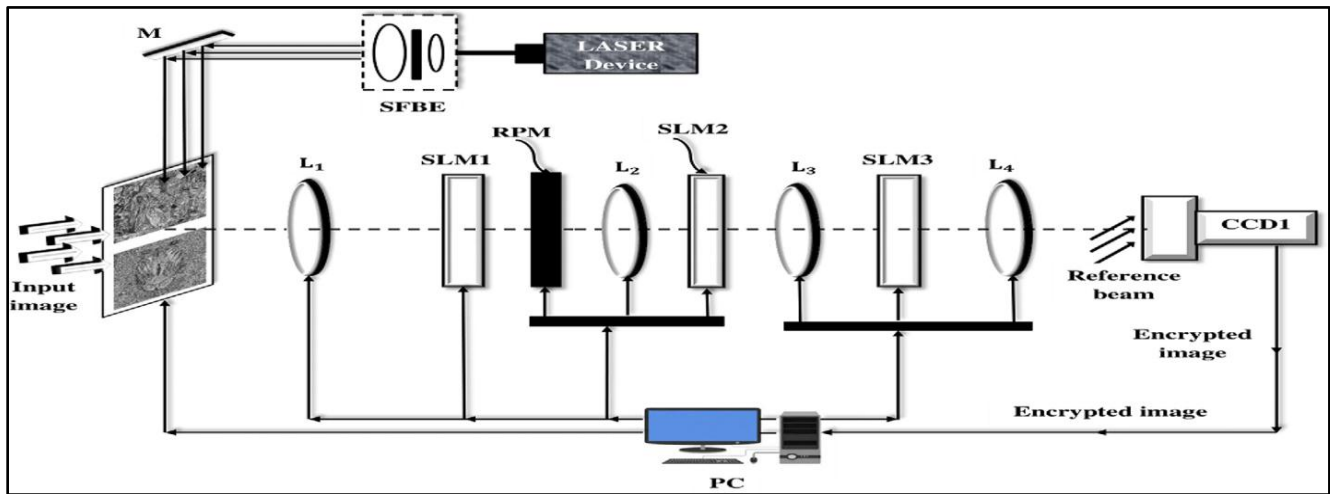 M
LASER
Device
SFBE
RPM
SLM2
L₁
SLM1
L₂
L₃
SLM3
L₄
CCD1
Input
image
Reference
beam
Encrypted
image
Encrypted image
PC